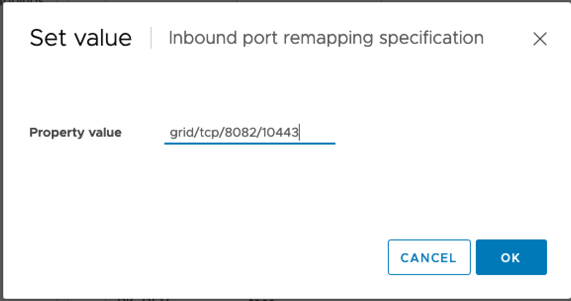 Set value Inbound port remapping specification
Property value grid/tcp/8082/10443
CANCEL OK